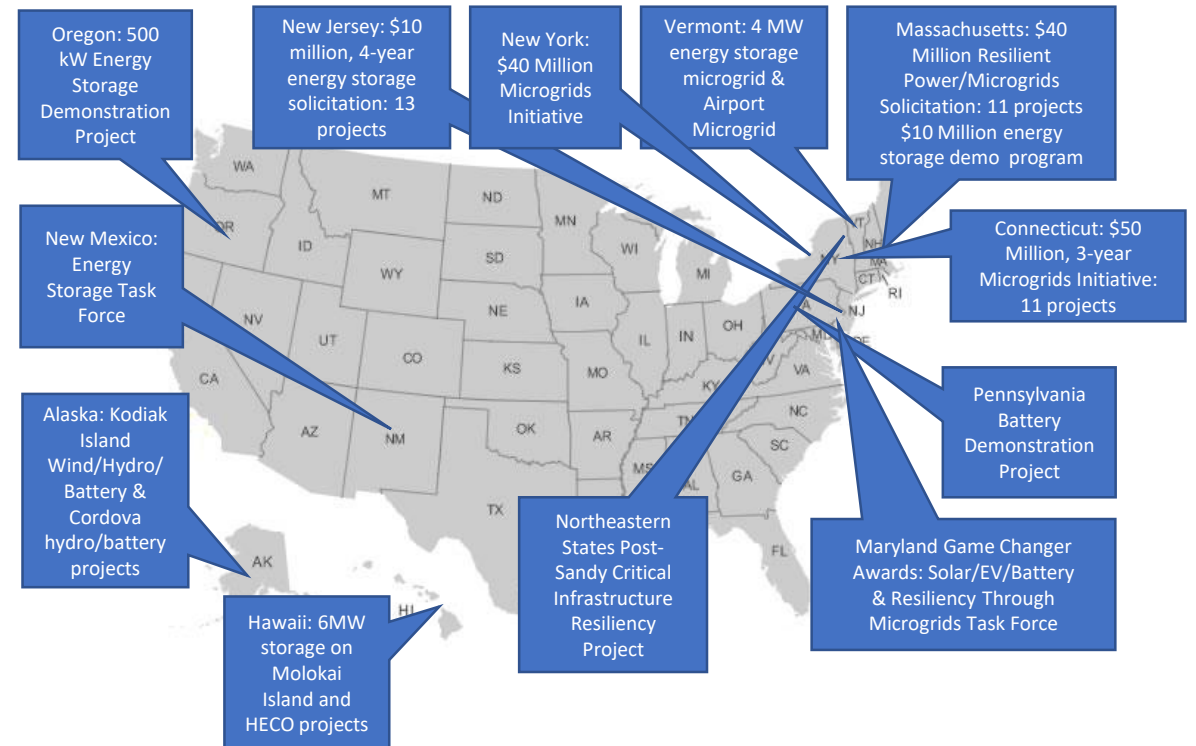 Oregon: 500
kW Energy
Storage
Demonstration
Project
New Jersey: $10
million, 4-year
energy storage
solicitation: 13
projects
New York:
$40 Million
Microgrids
Initiative
Vermont: 4 MW
energy storage
microgrid &
Airport
Microgrid
Massachusetts: $40
Million Resilient
Power/Microgrids
Solicitation: 11 projects
$10 Million energy
storage demo program
New Mexico:
Energy
Storage Task
Force
Connecticut: $50
Million, 3-year
Microgrids Initiative:
11 projects
Alaska: Kodiak
Island
Wind/Hydro/
Battery &
Cordova
hydro/battery
projects
Pennsylvania
Battery
Demonstration
Project
Northeastern
States Post-
Sandy Critical
Infrastructure
Resiliency
Project
Maryland Game Changer
Awards: Solar/EV/Battery
& Resiliency Through
Microgrids Task Force
Hawaii: 6MW
storage on
Molokai
Island and
HECO projects
WA
MT
ND
MN
ID
WY
SD
WI
MI
NH
MA
CT
RI
NV
UT
CO
NE
IA
IL
IN
OH
NJ
CA
KS
MO
KY
VA
AZ
NM
OK
AR
NC
SC
TX
GA
FL
AK